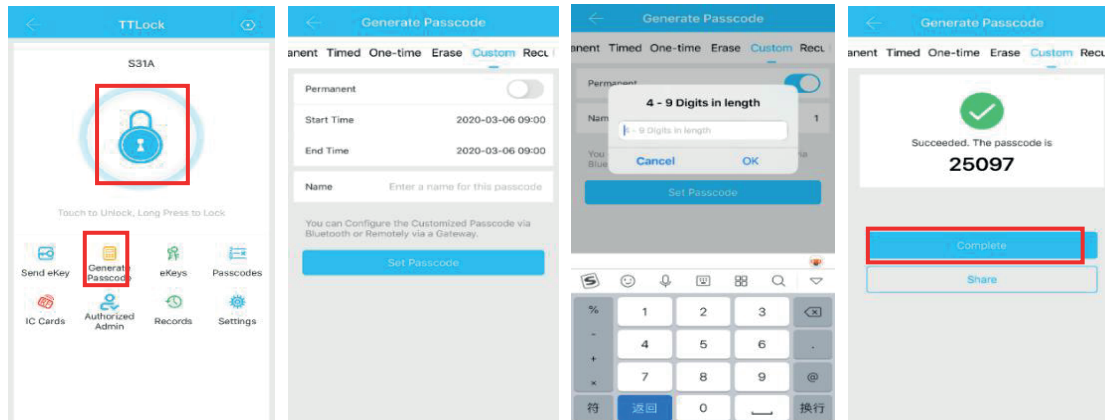 TTLock
S31A
Touch to Unlock, Long Press to Lock
Send eKey
Generate
Passcode
eKeys
Passcodes
IC Cards
Authorized
Admin
Records
Settings
Generate Passcode
anent Timed One-time Erase Custom Recu
Permanent
Start Time 2020-03-06 09:00
End Time 2020-03-06 09:00
Name Enter a name for this passcode
You can Configure the Customized Passcode via
Bluetooth or Remotely via a Gateway.
Set Passcode
Generate Passcode
anent Timed One-time Erase Custom Recu
Permanent
4 - 9 Digits in length
Nam 1
4 - 9 Digits in length
You
Blue
Cancel OK
Set Passcode
% 1 2 3
- 4 5 6 .
+
× 7 8 9 @
符 返回 0 换行
Generate Passcode
anent Timed One-time Erase Custom Recu
Succeeded. The passcode is
25097
Complete
Share